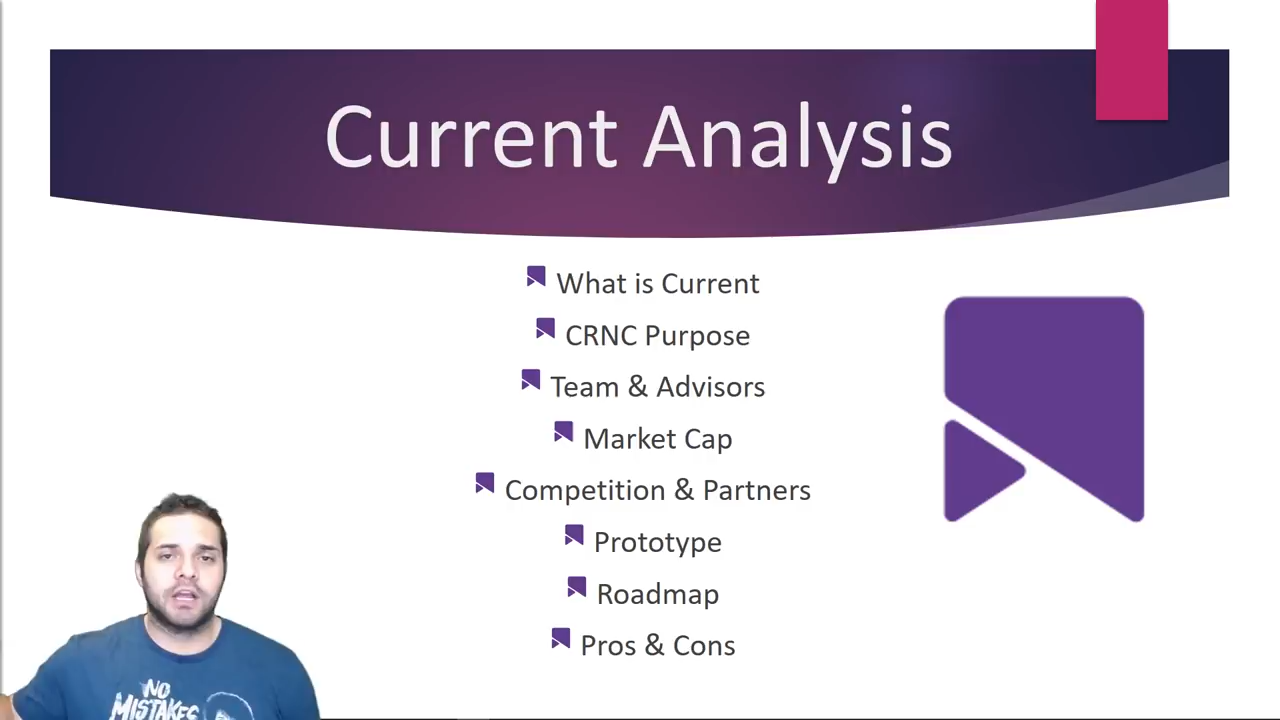 Current Analysis
What is Current
CRNC Purpose
Team & Advisors
Market Cap
Competition & Partners
Prototype
Roadmap
Pros & Cons
NO
MISTAKES